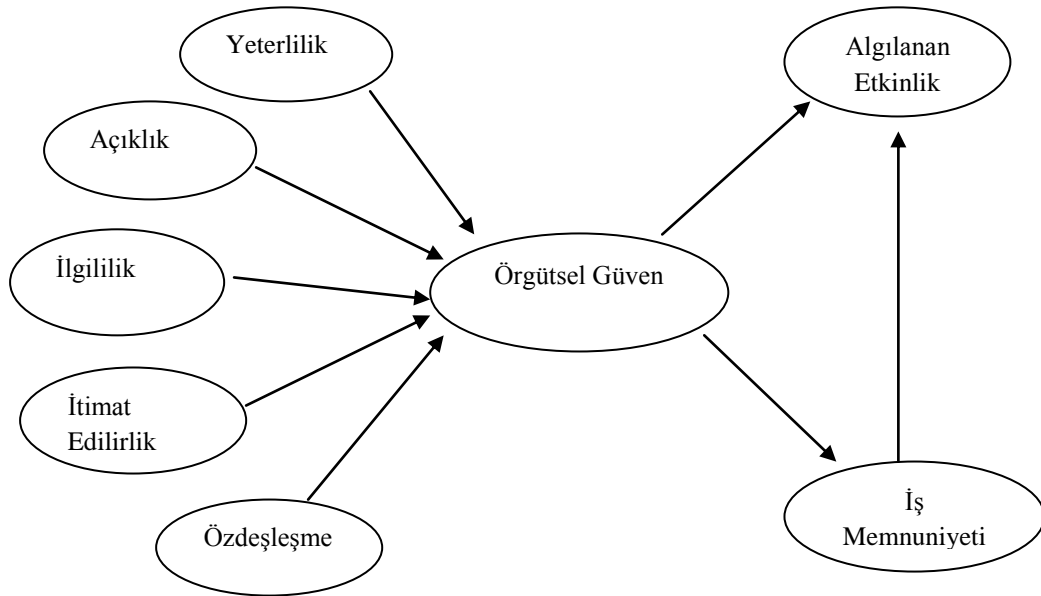 Yeterlilik
Açıklık
İlgililik
İtimat
Edilirlik
Özdeşleşme
Örgütsel Güven
Algılanan
Etkinlik
İş
Memnuniyeti